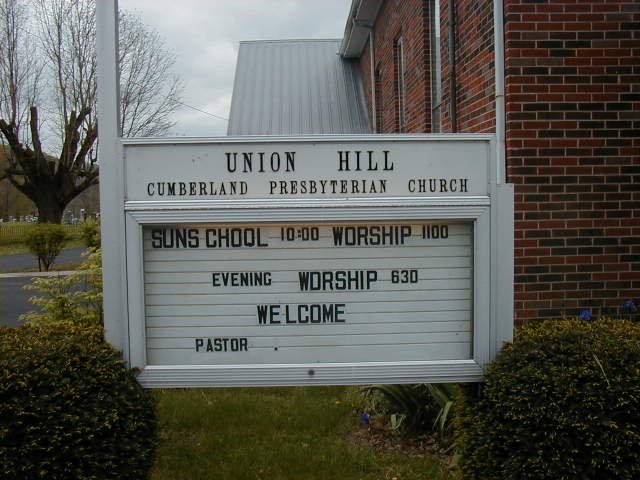 UNION HILL
CUMBERLAND PRESBYTERIAN CHURCH
SUNS CHOOL 10:00 WORSHIP 1100
EVENING WORSHIP 630
WELCOME
PASTOR .